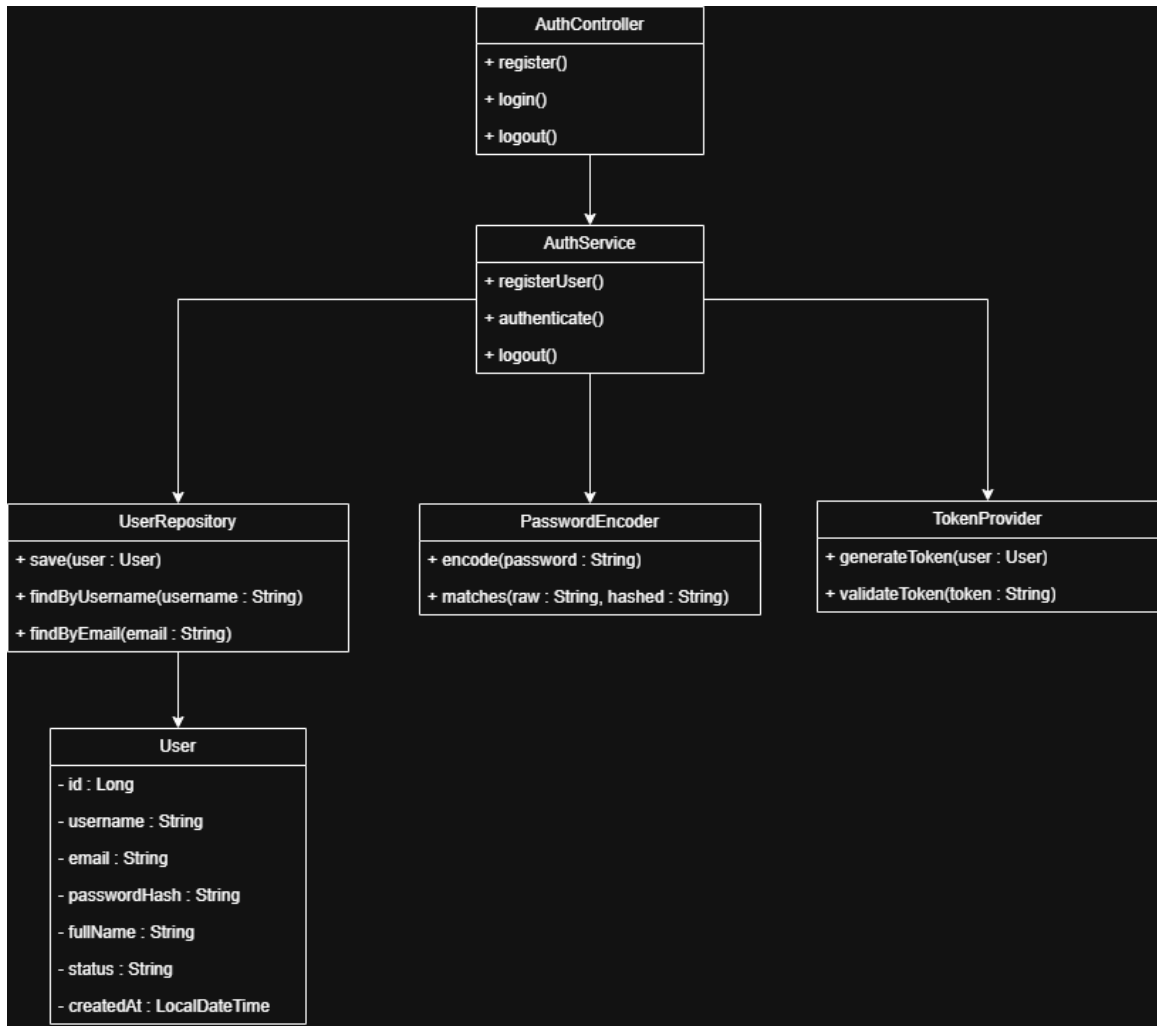 AuthController
+ register()
+ login()
+ logout()
AuthService
+ registerUser()
+ authenticate()
+ logout()
UserRepository
+ save(user : User)
+ findByUsername(username : String)
+ findByEmail(email : String)
PasswordEncoder
+ encode(password : String)
+ matches(raw : String, hashed : String)
TokenProvider
+ generateToken(user : User)
+ validateToken(token : String)
User
- id : Long
- username : String
- email : String
- passwordHash : String
- fullName : String
- status : String
- createdAt : LocalDateTime